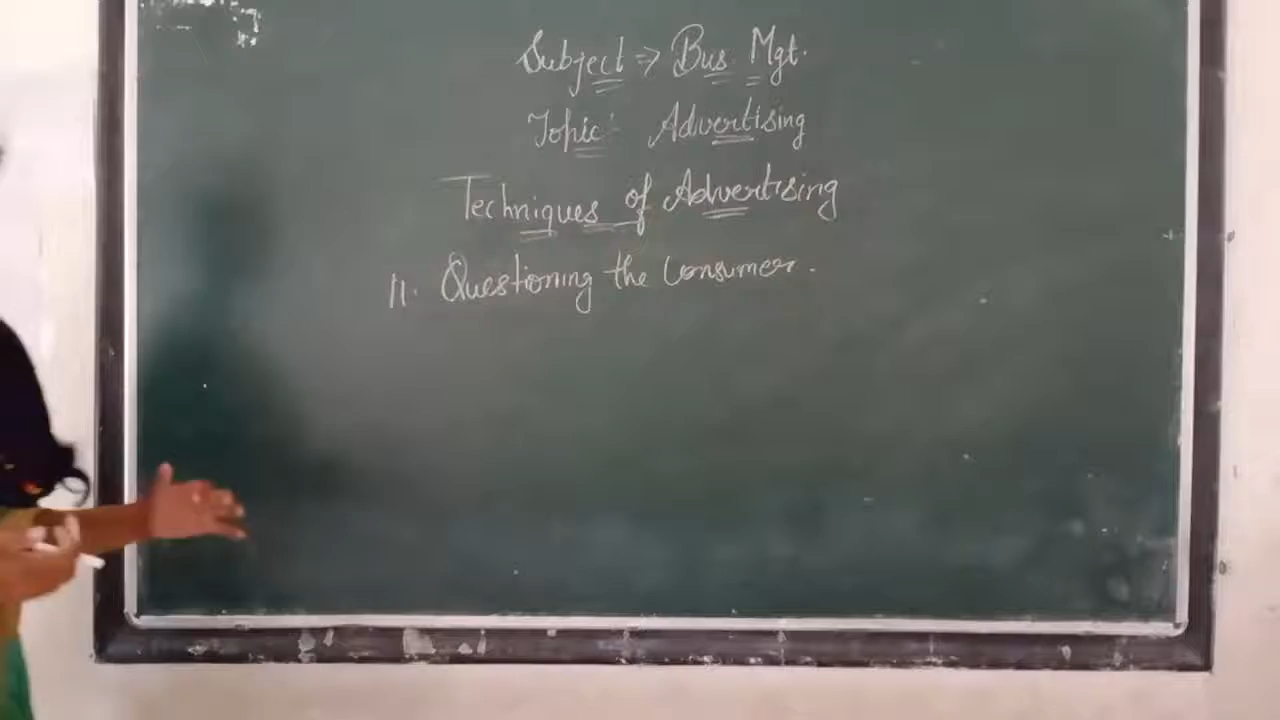 Subject ⇒ Bus Mgt.
Topic: Advertising
Techniques of Advertising
11. Questioning the Consumer.